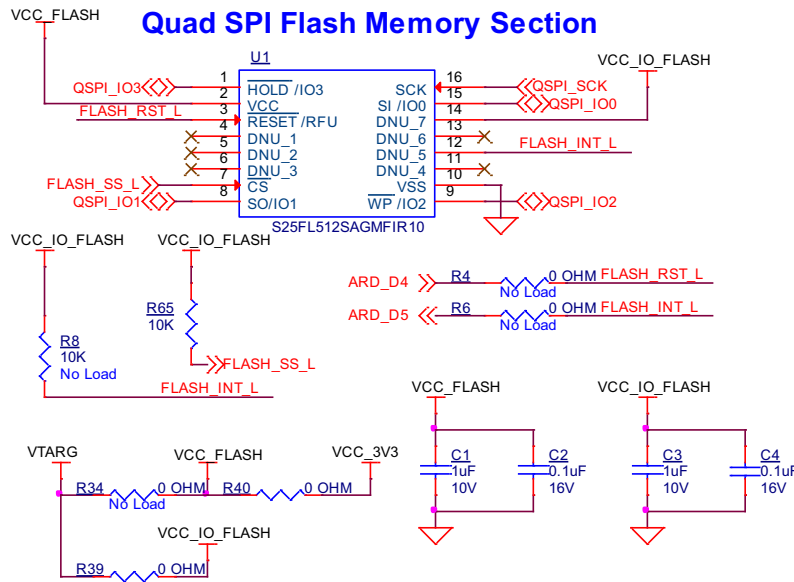 Quad SPI Flash Memory Section
VCC_FLASH
U1
VCC_IO_FLASH
QSPI_IO3 1 HOLD /IO3 SCK 16 QSPI_SCK
2 VCC SI /IO0 15 QSPI_IO0
FLASH_RST_L 3 RESET/RFU DNU_7 14
4 DNU_1 DNU_6 13
5 DNU_2 DNU_5 12 FLASH_INT_L
6 DNU_3 DNU_4 11
FLASH_SS_L 7 CS VSS 10
QSPI_IO1 8 SO/IO1 WP /IO2 9 QSPI_IO2
S25FL512SAGMFIR10
VCC_IO_FLASH VCC_IO_FLASH
R8
10K
No Load
FLASH_INT_L
R65
10K
FLASH_SS_L
ARD_D4 R4 0 OHM FLASH_RST_L
No Load
ARD_D5 R6 0 OHM FLASH_INT_L
No Load
VTARG VCC_FLASH VCC_3V3
R34 0 OHM R40 0 OHM
No Load
VCC_IO_FLASH
R39 0 OHM
VCC_FLASH
C1
1uF
10V
C2
0.1uF
16V
VCC_IO_FLASH
C3
1uF
10V
C4
0.1uF
16V